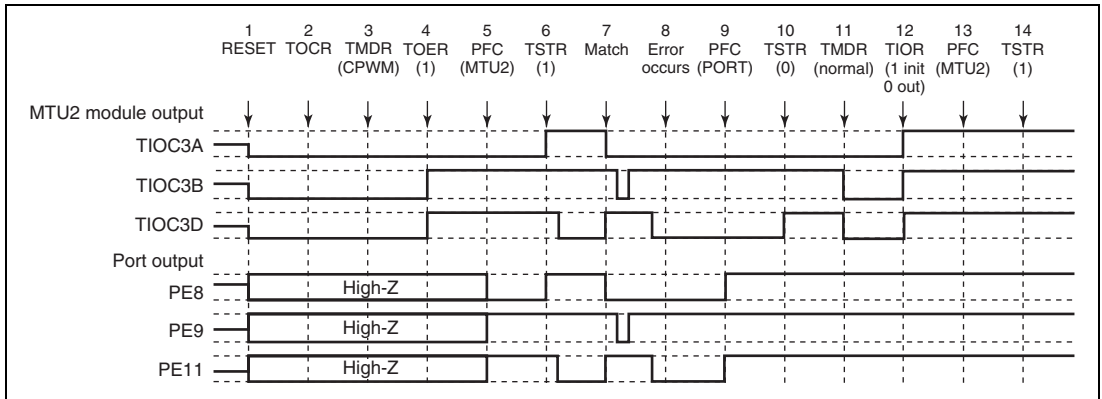 1 2 3 4 5 6 7 8 9 10 11 12 13 14
RESET TOCR TMDR TOER PFC TSTR Match Error PFC TSTR TMDR TIOR PFC TSTR
(CPWM) (1) (MTU2) (1) occurs (PORT) (0) (normal) (1 init (MTU2) (1)
0 out)
MTU2 module output
TIOC3A
TIOC3B
TIOC3D
Port output
PE8 High-Z
PE9 High-Z
PE11 High-Z